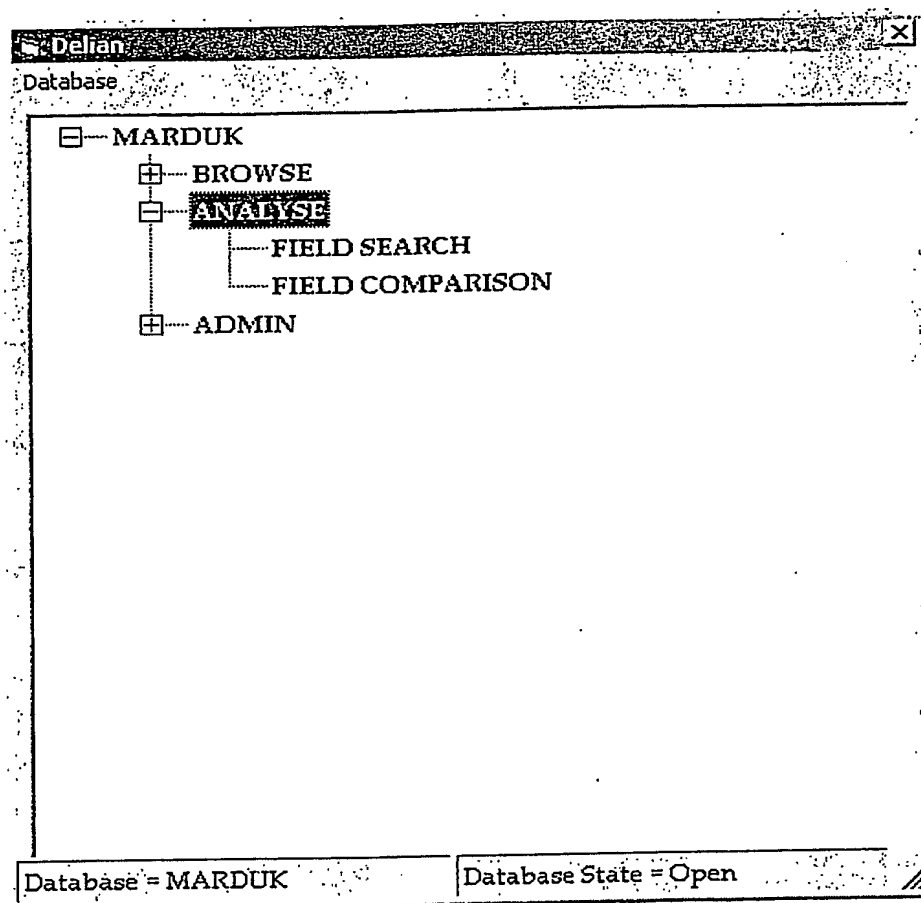 Delian
Database
MARDUK
BROWSE
ANALYSE
FIELD SEARCH
FIELD COMPARISON
ADMIN
Database = MARDUK
Database State = Open